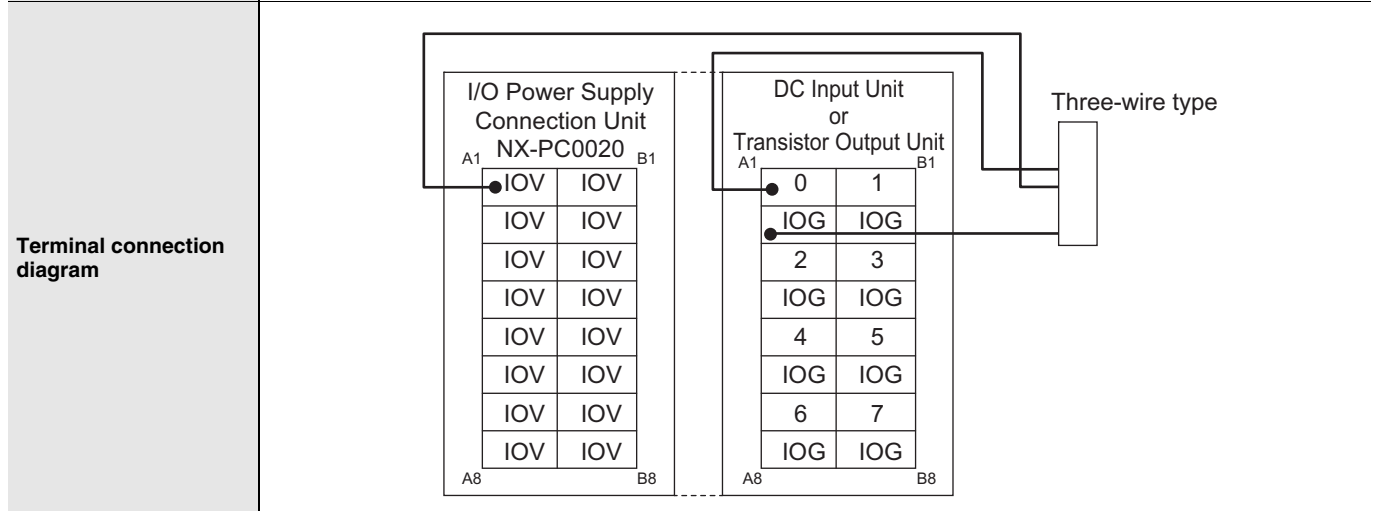 Terminal connection
diagram
I/O Power Supply
Connection Unit
NX-PC0020
A1 B1
IOV IOV
IOV IOV
IOV IOV
IOV IOV
IOV IOV
IOV IOV
IOV IOV
IOV IOV
A8 B8
DC Input Unit
or
Transistor Output Unit
A1 B1
0 1
IOG IOG
2 3
IOG IOG
4 5
IOG IOG
6 7
IOG IOG
A8 B8
Three-wire type